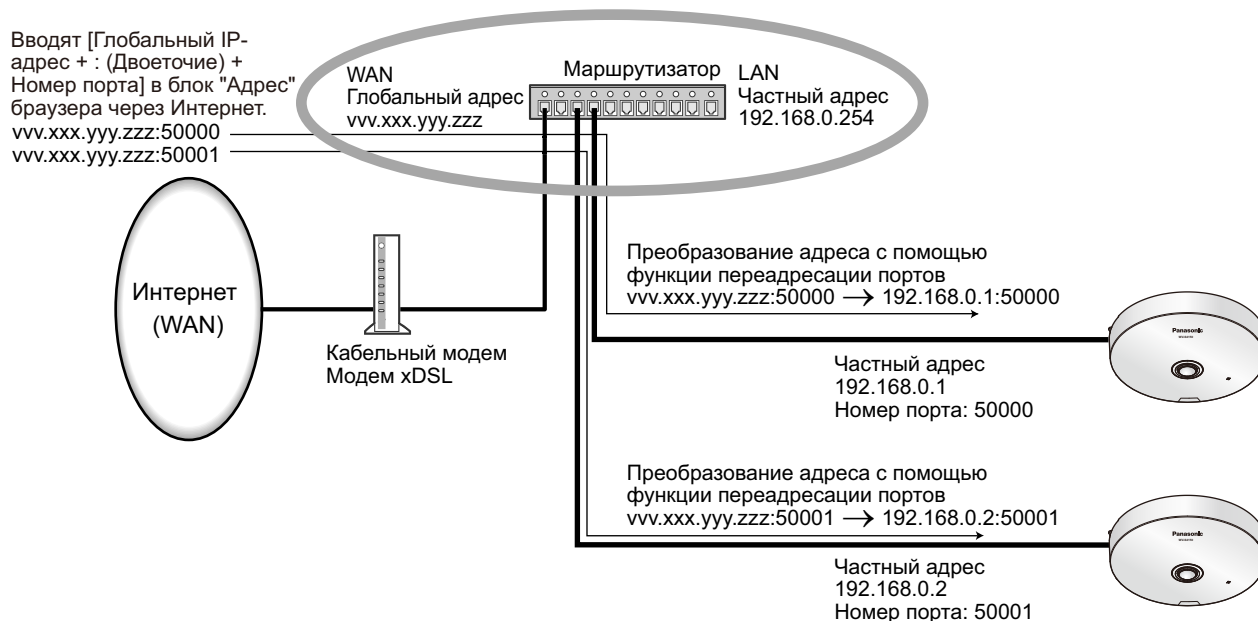 Вводят [Глобальный IP-
адрес + : (Двоеточие) +
Номер порта] в блок "Адрес"
браузера через Интернет.
vvv.xxx.yyy.zzz:50000
vvv.xxx.yyy.zzz:50001
WAN
Глобальный адрес
vvv.xxx.yyy.zzz
Маршрутизатор
LAN
Частный адрес
192.168.0.254
Интернет
(WAN)
Кабельный модем
Модем xDSL
Преобразование адреса с помощью
функции переадресации портов
vvv.xxx.yyy.zzz:50000 → 192.168.0.1:50000
Panasonic
Частный адрес
192.168.0.1
Номер порта: 50000
Преобразование адреса с помощью
функции переадресации портов
vvv.xxx.yyy.zzz:50001 → 192.168.0.2:50001
Panasonic
Частный адрес
192.168.0.2
Номер порта: 50001